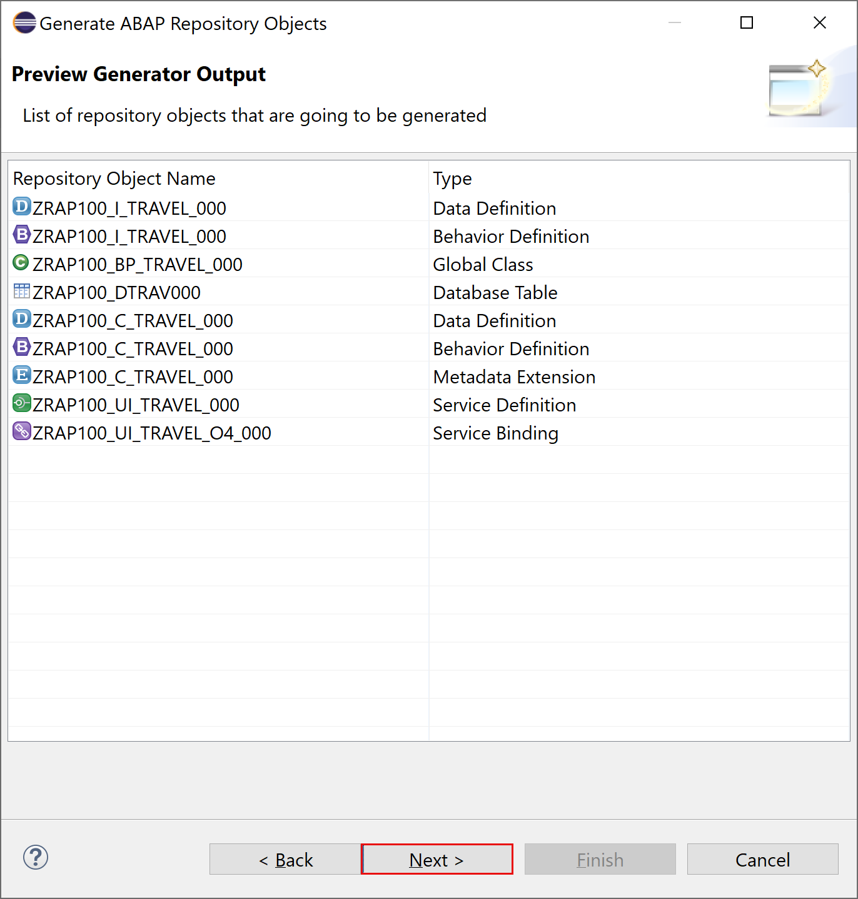 Generate ABAP Repository Objects
Preview Generator Output
List of repository objects that are going to be generated
Repository Object Name Type
D ZRAP100_I_TRAVEL_000 Data Definition
B ZRAP100_I_TRAVEL_000 Behavior Definition
C ZRAP100_BP_TRAVEL_000 Global Class
ZRAP100_DTRAV000 Database Table
D ZRAP100_C_TRAVEL_000 Data Definition
B ZRAP100_C_TRAVEL_000 Behavior Definition
E ZRAP100_C_TRAVEL_000 Metadata Extension
ZRAP100_UI_TRAVEL_000 Service Definition
ZRAP100_UI_TRAVEL_O4_000 Service Binding
? < Back Next > Finish Cancel